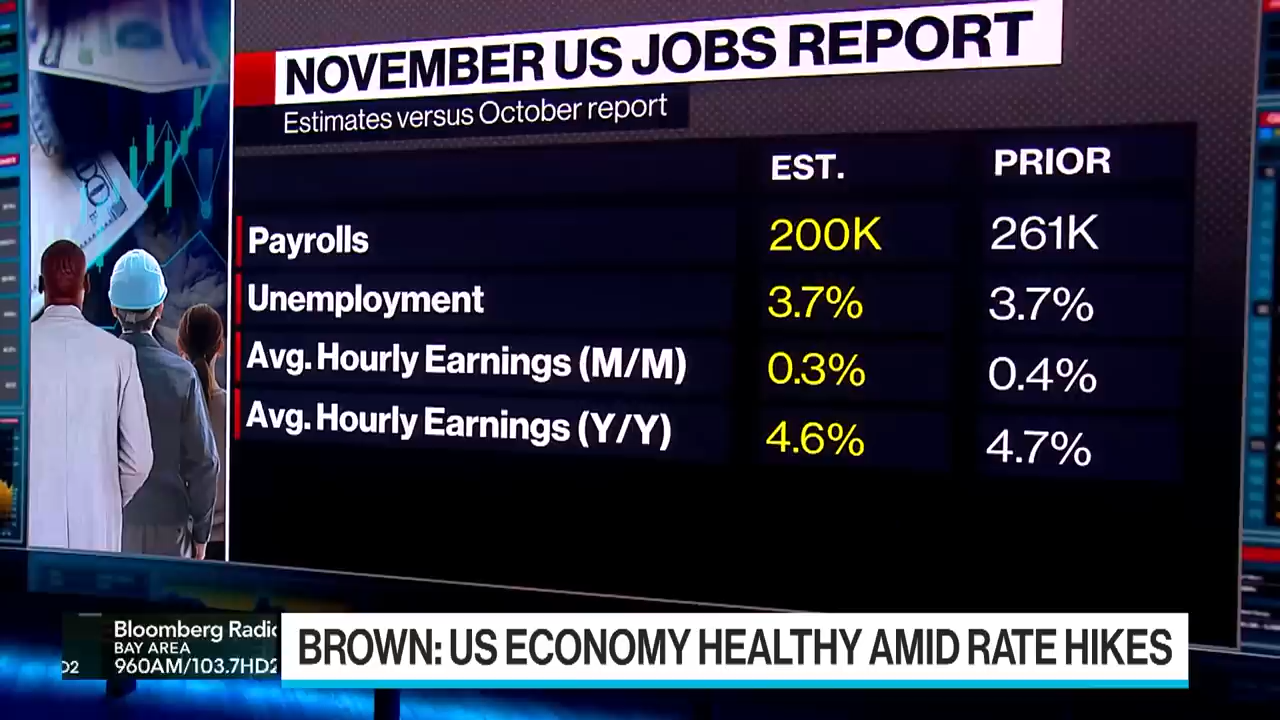 NOVEMBER US JOBS REPORT
Estimates versus October report
EST. PRIOR
Payrolls 200K 261K
Unemployment 3.7% 3.7%
Avg. Hourly Earnings (M/M) 0.3% 0.4%
Avg. Hourly Earnings (Y/Y) 4.6% 4.7%
Bloomberg Radio
BAY AREA
D2 960AM/103.7HD2
BROWN: US ECONOMY HEALTHY AMID RATE HIKES